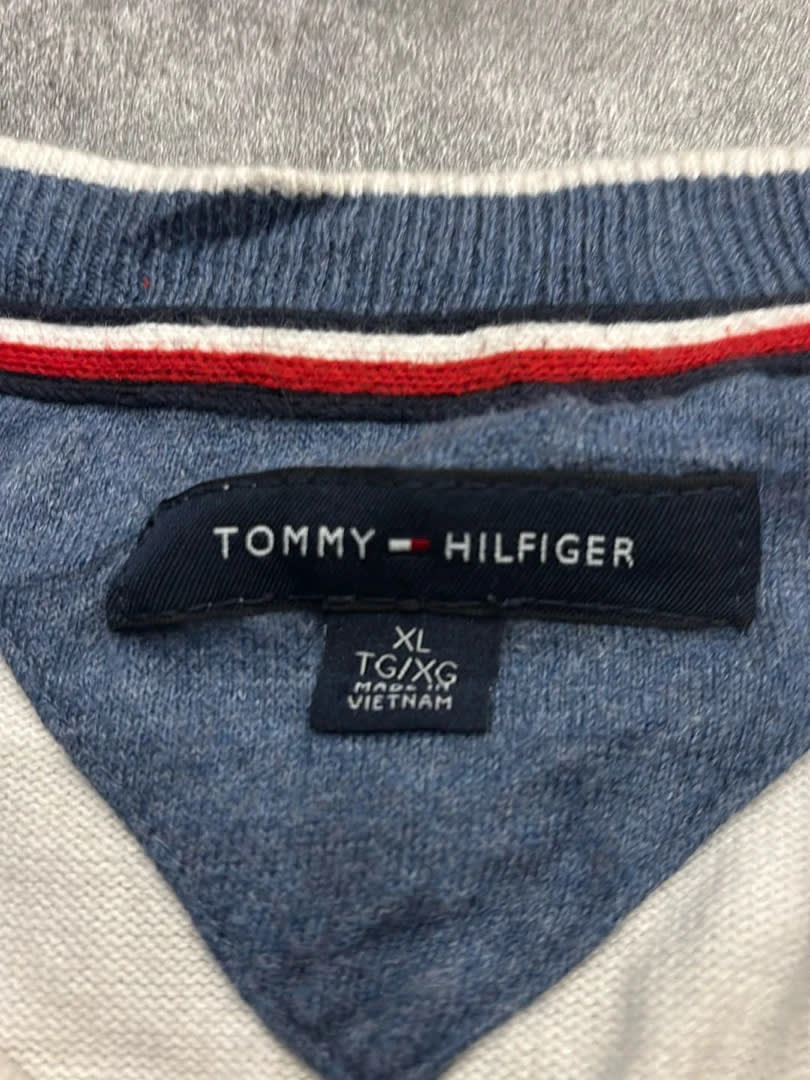 TOMMY HILFIGER
XL
TG/XG
MADE IN
VIETNAM